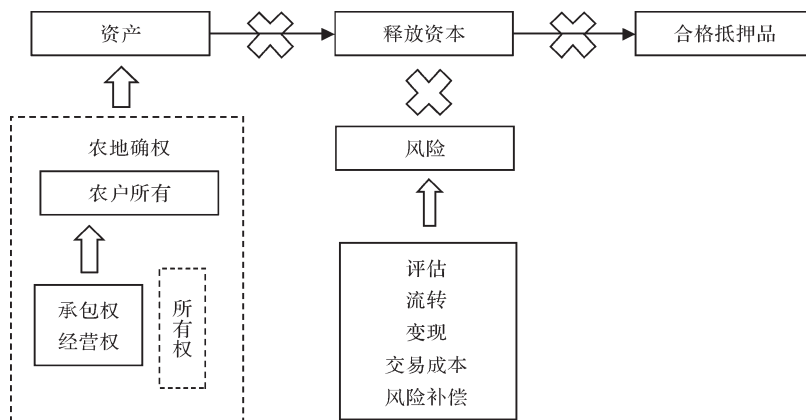 资产
释放资本
合格抵押品
农地确权
风险
农户所有
承包权
经营权
所有权
评估
流转
变现
交易成本
风险补偿